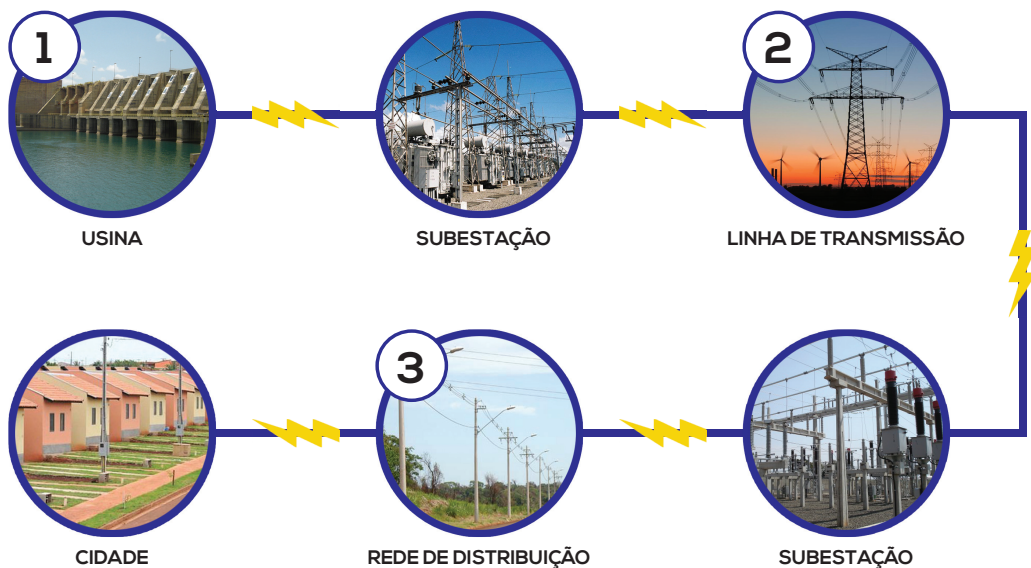 1
USINA
SUBESTAÇÃO
2
LINHA DE TRANSMISSÃO
CIDADE
3
REDE DE DISTRIBUIÇÃO
SUBESTAÇÃO